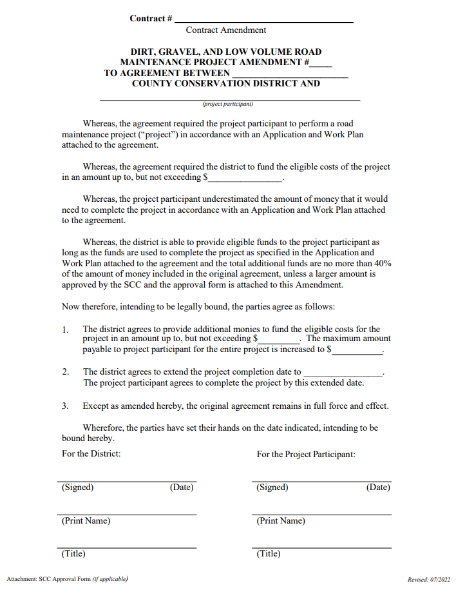 Contract # ____________________________
Contract Amendment
DIRT, GRAVEL, AND LOW VOLUME ROAD
MAINTENANCE PROJECT AMENDMENT #____
TO AGREEMENT BETWEEN ____________________
COUNTY CONSERVATION DISTRICT AND
____________________________________________
(project participant)
Whereas, the agreement required the project participant to perform a road
maintenance project (“project”) in accordance with an Application and Work Plan
attached to the agreement.
Whereas, the agreement required the district to fund the eligible costs of the project
in an amount up to, but not exceeding $______________.
Whereas, the project participant underestimated the amount of money that it would
need to complete the project in accordance with an Application and Work Plan attached
to the agreement.
Whereas, the district is able to provide eligible funds to the project participant as
long as the funds are used to complete the project as specified in the Application and
Work Plan attached to the agreement and the total additional funds are no more than 40%
of the amount of money included in the original agreement, unless a larger amount is
approved by the SCC and the approval form is attached to this Amendment.
Now therefore, intending to be legally bound, the parties agree as follows:
1. The district agrees to provide additional monies to fund the eligible costs for the
project in an amount up to, but not exceeding $________. The maximum amount
payable to project participant for the entire project is increased to $__________.
2. The district agrees to extend the project completion date to _______________.
The project participant agrees to complete the project by this extended date.
3. Except as amended hereby, the original agreement remains in full force and effect.
Wherefore, the parties have set their hands on the date indicated, intending to be
bound hereby.
For the District: For the Project Participant:
(Signed) (Date) (Signed) (Date)
(Print Name) (Print Name)
(Title) (Title)
Attachment: SCC Approval Form (if applicable) Revised: 07/2022